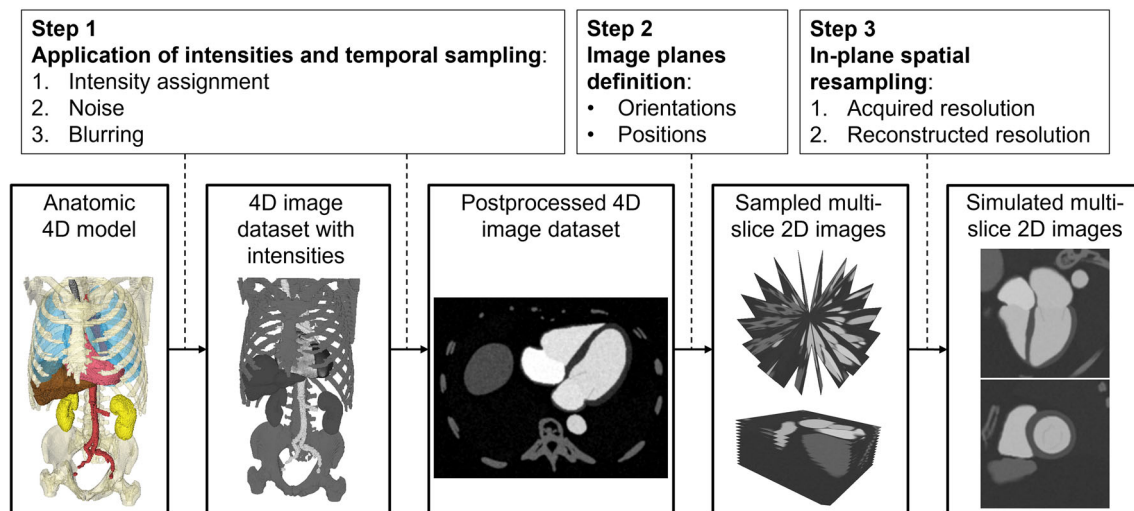 Step 1
Application of intensities and temporal sampling:
1. Intensity assignment
2. Noise
3. Blurring
Step 2
Image planes
definition:
• Orientations
• Positions
Step 3
In-plane spatial
resampling:
1. Acquired resolution
2. Reconstructed resolution
Anatomic
4D model
4D image
dataset with
intensities
Postprocessed 4D
image dataset
Sampled multi-
slice 2D images
Simulated multi-
slice 2D images